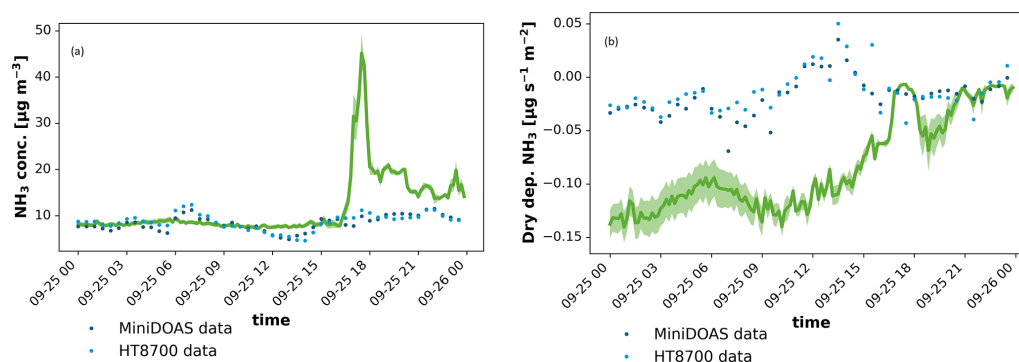 (a)
NH₃ conc. [µg m⁻³]
50
40
30
20
10
09-25 00
09-25 03
09-25 06
09-25 09
09-25 12
09-25 15
09-25 18
09-25 21
09-26 00
time
MiniDOAS data
HT8700 data
(b)
Dry dep. NH₃ [µg s⁻¹ m⁻²]
0.05
0.00
−0.05
−0.10
−0.15
09-25 00
09-25 03
09-25 06
09-25 09
09-25 12
09-25 15
09-25 18
09-25 21
09-26 00
time
MiniDOAS data
HT8700 data